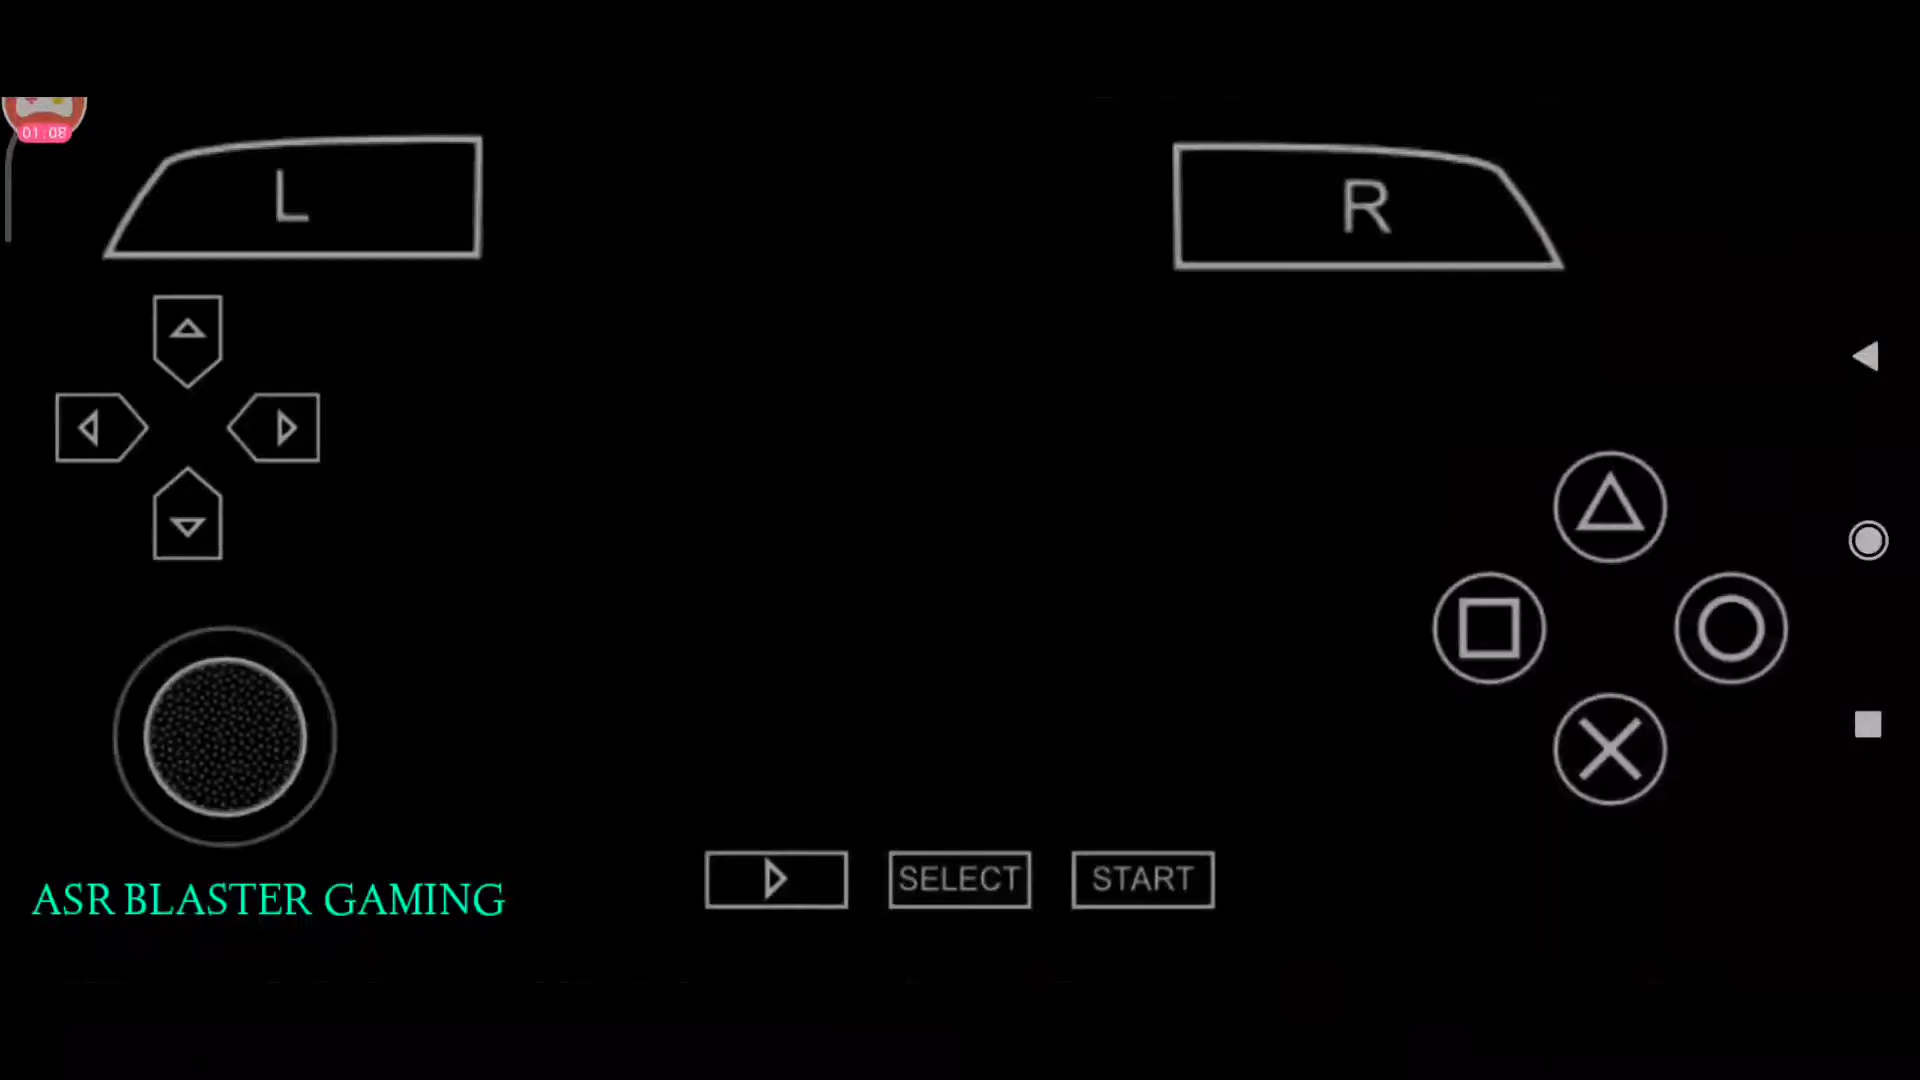 01:08
L
R
SELECT
START
ASR BLASTER GAMING